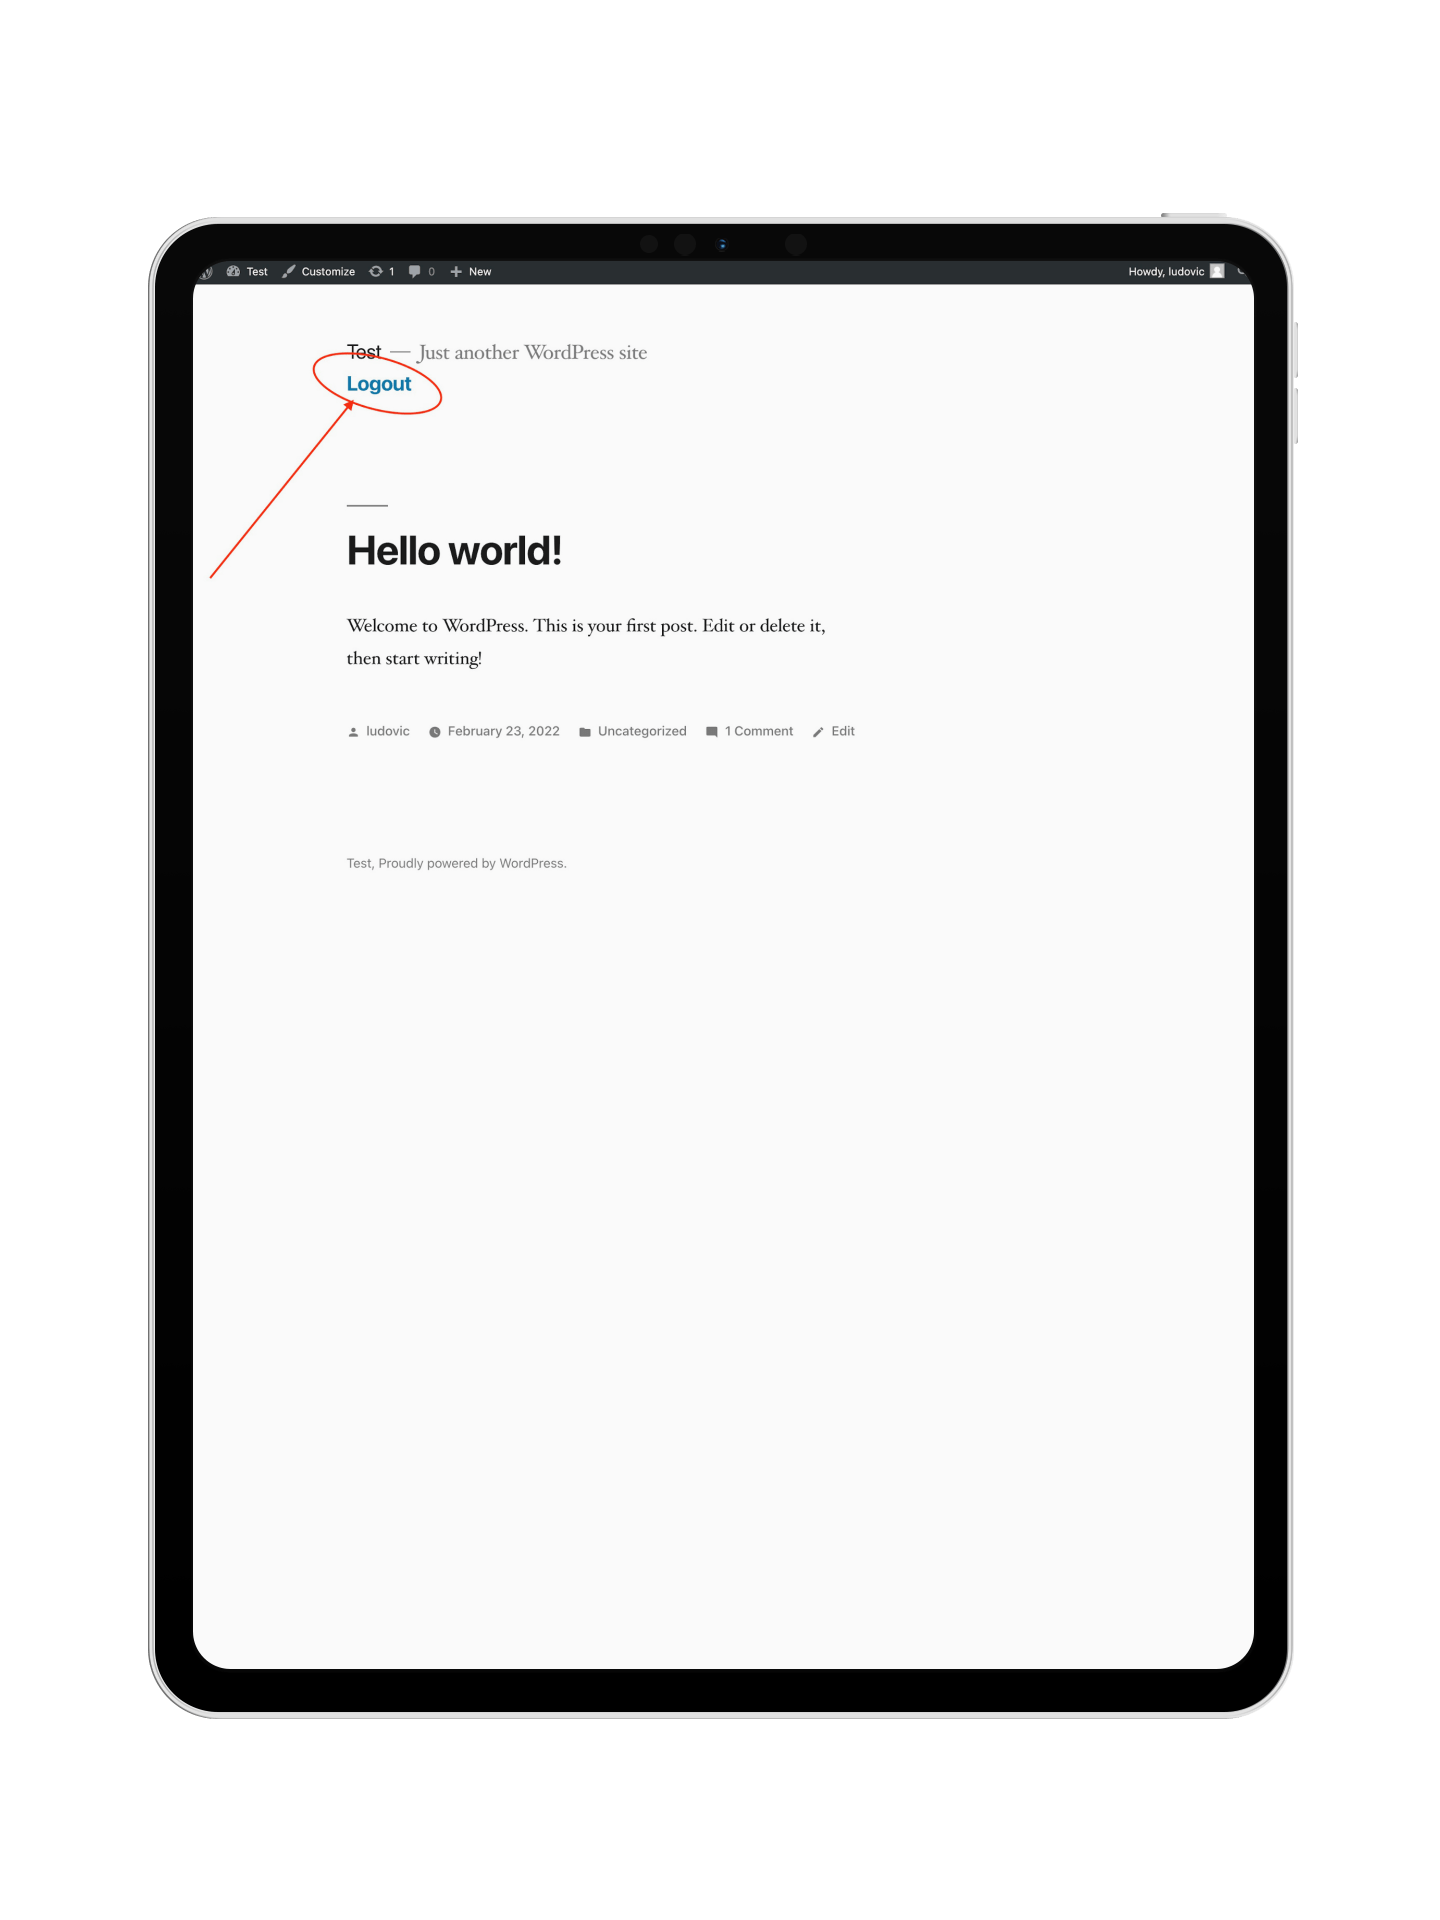 Test Customize 1 0 New Howdy, ludovic
Test — Just another WordPress site
Logout
Hello world!
Welcome to WordPress. This is your first post. Edit or delete it,
then start writing!
ludovic February 23, 2022 Uncategorized 1 Comment Edit
Test, Proudly powered by WordPress.